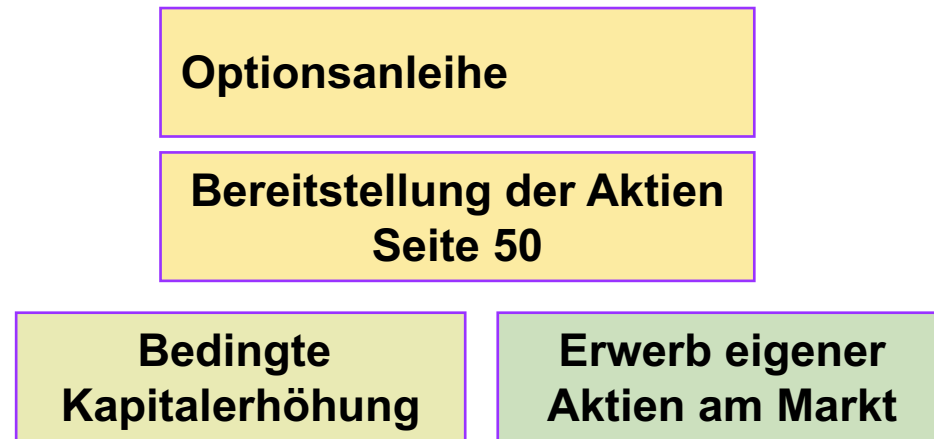 Optionsanleihe
Bereitstellung der Aktien
Seite 50
Bedingte
Kapitalerhöhung
Erwerb eigener
Aktien am Markt